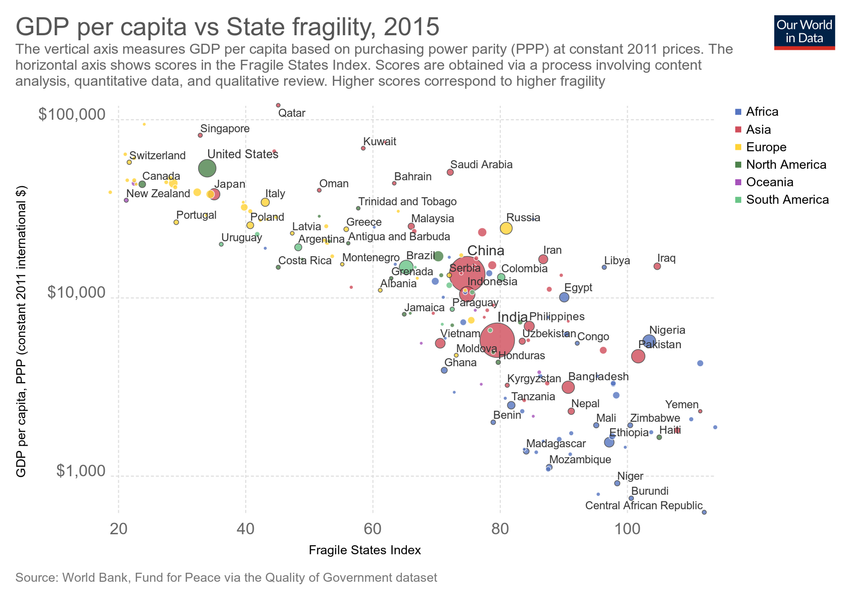 GDP per capita vs State fragility, 2015
Our World
in Data
The vertical axis measures GDP per capita based on purchasing power parity (PPP) at constant 2011 prices. The
horizontal axis shows scores in the Fragile States Index. Scores are obtained via a process involving content
analysis, quantitative data, and qualitative review. Higher scores correspond to higher fragility
$100,000
Qatar
Africa
Singapore
Asia
Kuwait
Europe
Switzerland
United States
North America
Saudi Arabia
Canada
Bahrain
Oceania
Japan
Oman
New Zealand
Italy
South America
Trinidad and Tobago
Portugal
Poland
Malaysia
Russia
Latvia
Greece
Uruguay
Argentina
Antigua and Barbuda
Costa Rica
Montenegro
Brazil
China
Iran
Libya
Iraq
Serbia
Colombia
Grenada
Albania
Indonesia
Egypt
$10,000
Jamaica
Paraguay
India
Philippines
Vietnam
Uzbekistan
Congo
Nigeria
Moldova
Pakistan
Honduras
Ghana
Kyrgyzstan
Bangladesh
Tanzania
Nepal
Yemen
Benin
Mali
Zimbabwe
Ethiopia
Haiti
Madagascar
Mozambique
$1,000
Niger
Burundi
Central African Republic
GDP per capita, PPP (constant 2011 international $)
20
40
60
80
100
Fragile States Index
Source: World Bank, Fund for Peace via the Quality of Government dataset